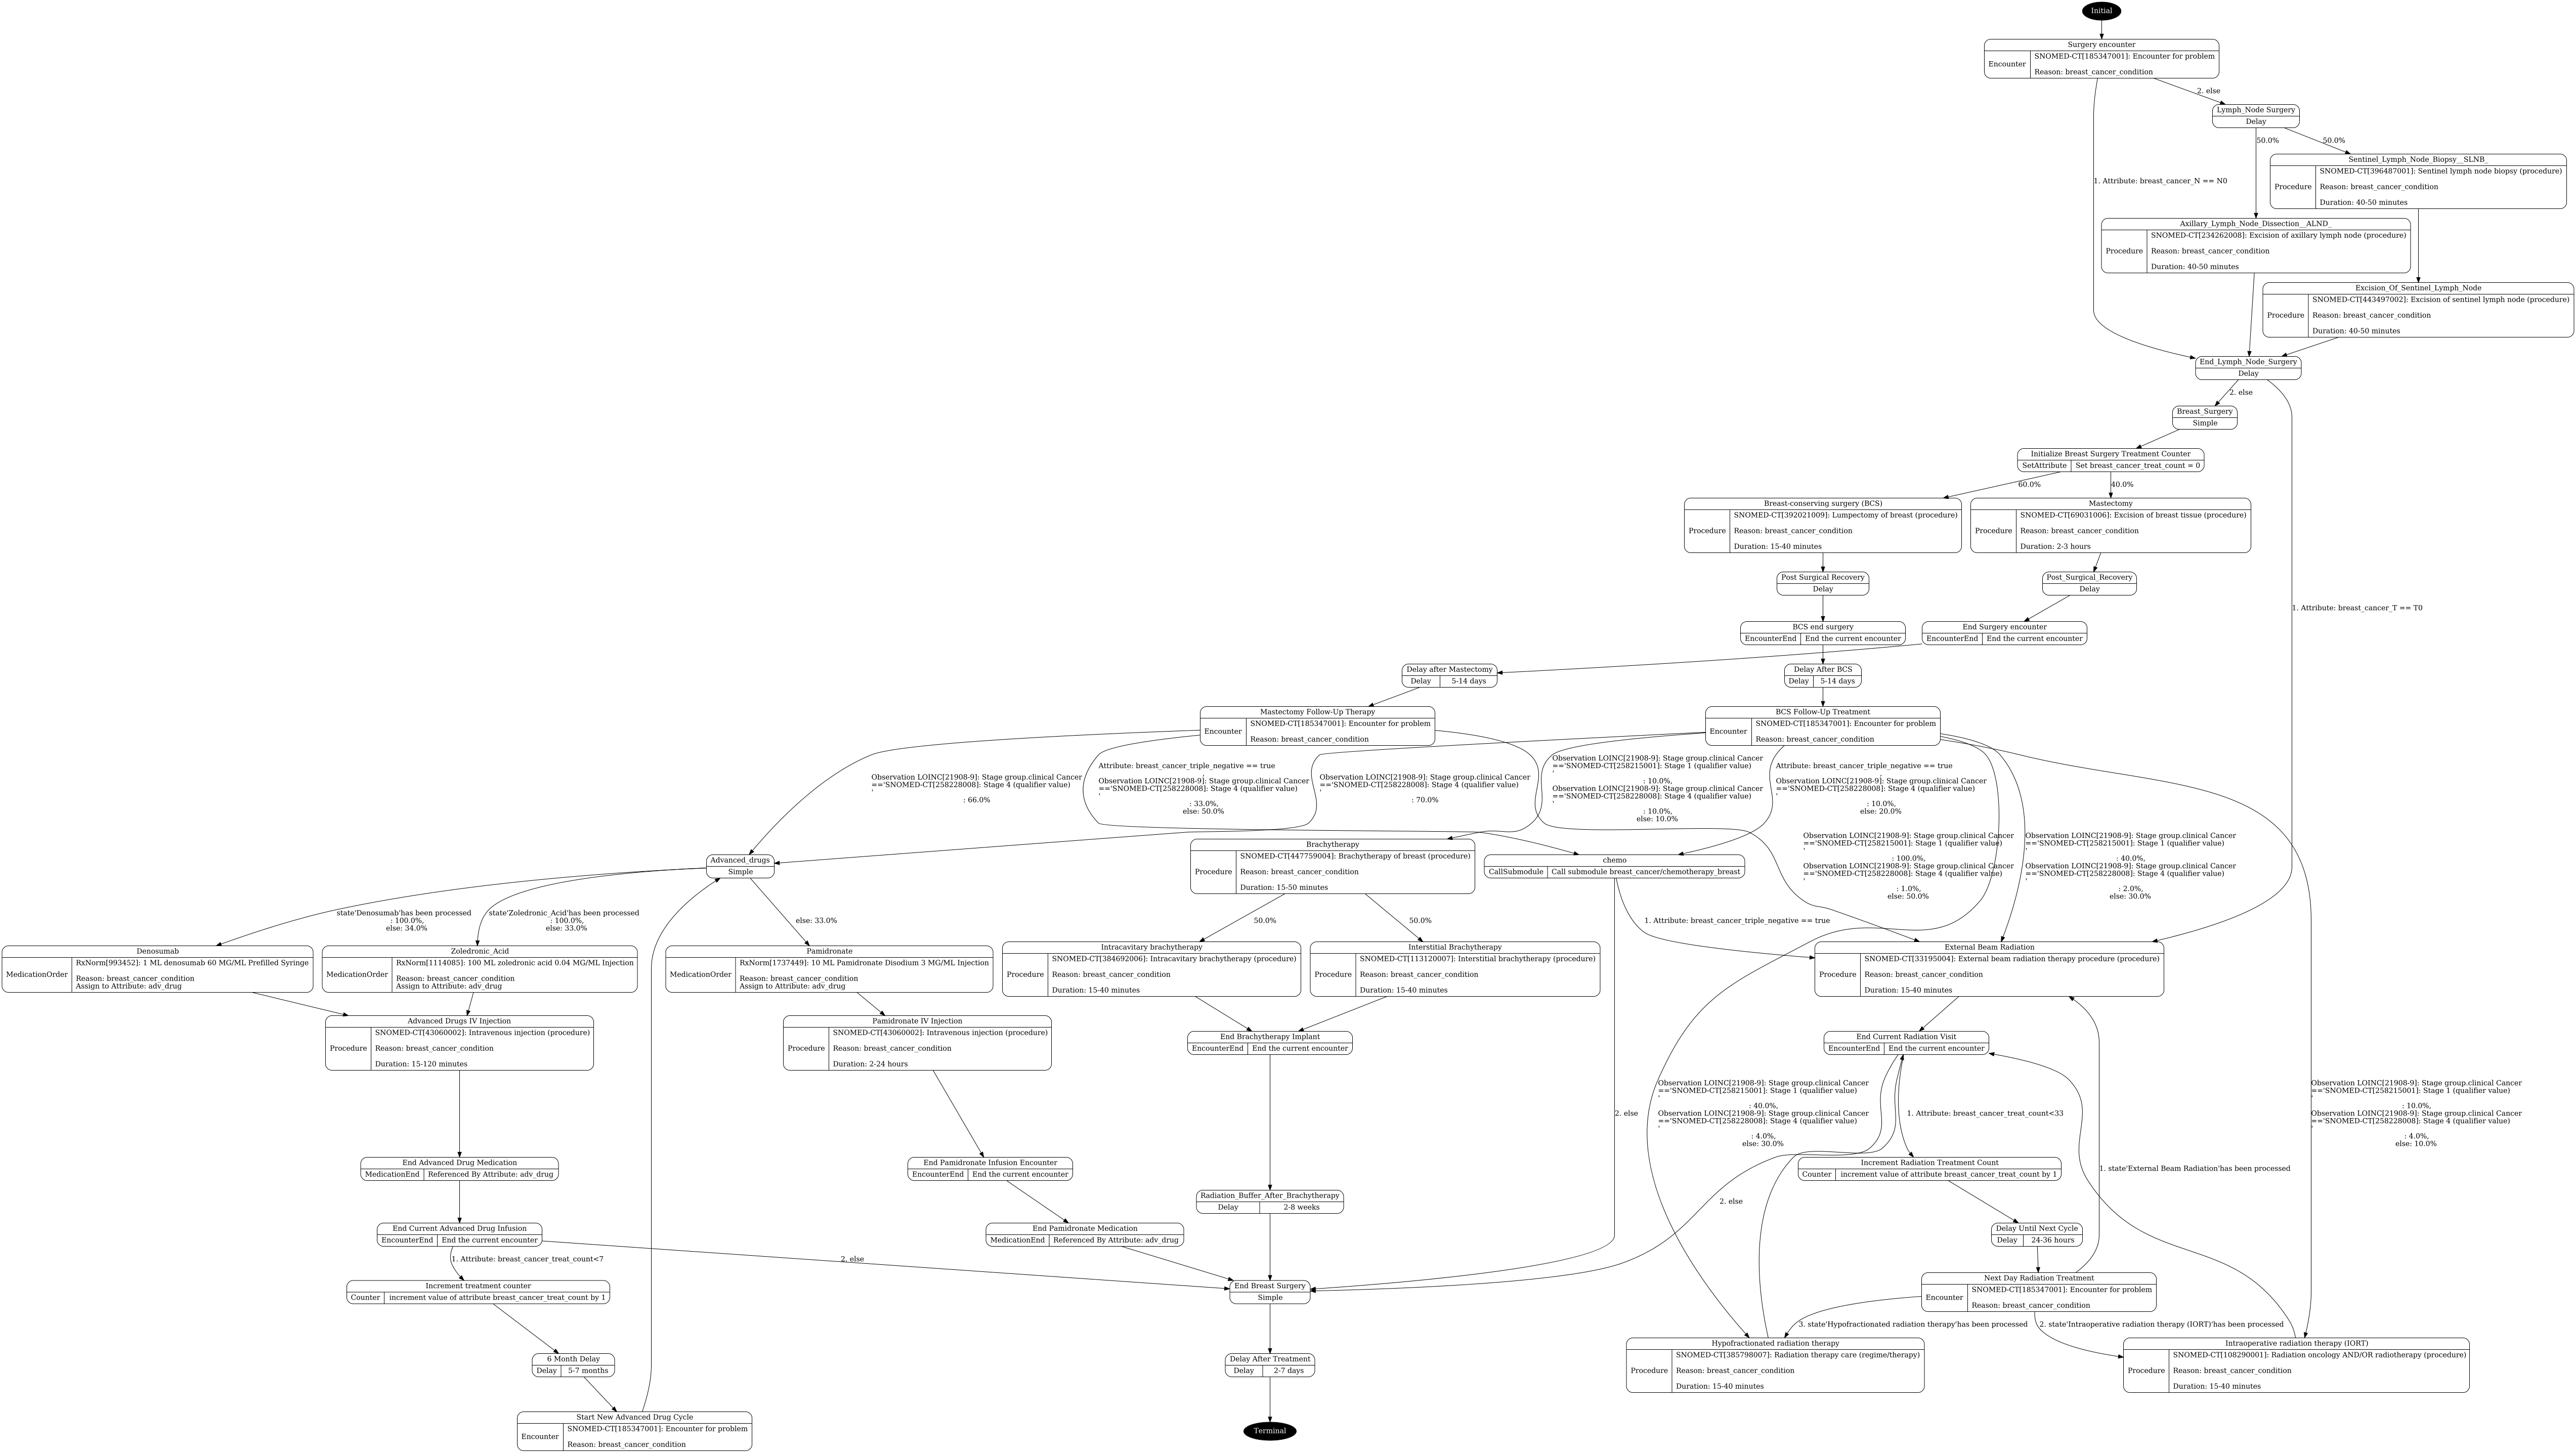 Initial
Surgery encounter
Encounter
SNOMED-CT[185347001]: Encounter for problem
Reason: breast_cancer_condition
2. else
Lymph_Node Surgery
Delay
50.0%
50.0%
1. Attribute: breast_cancer_N == N0
Sentinel_Lymph_Node_Biopsy__SLNB_
Procedure
SNOMED-CT[396487001]: Sentinel lymph node biopsy (procedure)
Reason: breast_cancer_condition
Duration: 40-50 minutes
Axillary_Lymph_Node_Dissection__ALND_
Procedure
SNOMED-CT[234262008]: Excision of axillary lymph node (procedure)
Reason: breast_cancer_condition
Duration: 40-50 minutes
Excision_Of_Sentinel_Lymph_Node
Procedure
SNOMED-CT[443497002]: Excision of sentinel lymph node (procedure)
Reason: breast_cancer_condition
Duration: 40-50 minutes
End_Lymph_Node_Surgery
Delay
2. else
Breast_Surgery
Simple
Initialize Breast Surgery Treatment Counter
SetAttribute
Set breast_cancer_treat_count = 0
60.0%
40.0%
Breast-conserving surgery (BCS)
Procedure
SNOMED-CT[392021009]: Lumpectomy of breast (procedure)
Reason: breast_cancer_condition
Duration: 15-40 minutes
Mastectomy
Procedure
SNOMED-CT[69031006]: Excision of breast tissue (procedure)
Reason: breast_cancer_condition
Duration: 2-3 hours
Post Surgical Recovery
Delay
Post_Surgical_Recovery
Delay
1. Attribute: breast_cancer_T == T0
BCS end surgery
EncounterEnd
End the current encounter
End Surgery encounter
EncounterEnd
End the current encounter
Delay after Mastectomy
Delay
5-14 days
Delay After BCS
Delay
5-14 days
Mastectomy Follow-Up Therapy
Encounter
SNOMED-CT[185347001]: Encounter for problem
Reason: breast_cancer_condition
BCS Follow-Up Treatment
Encounter
SNOMED-CT[185347001]: Encounter for problem
Reason: breast_cancer_condition
Observation LOINC[21908-9]: Stage group.clinical Cancer
=='SNOMED-CT[258228008]: Stage 4 (qualifier value)
'
: 66.0%
Attribute: breast_cancer_triple_negative == true
,
Observation LOINC[21908-9]: Stage group.clinical Cancer
=='SNOMED-CT[258228008]: Stage 4 (qualifier value)
'
: 33.0%,
else: 50.0%
Observation LOINC[21908-9]: Stage group.clinical Cancer
=='SNOMED-CT[258228008]: Stage 4 (qualifier value)
'
: 70.0%
Observation LOINC[21908-9]: Stage group.clinical Cancer
=='SNOMED-CT[258215001]: Stage 1 (qualifier value)
'
: 10.0%,
Observation LOINC[21908-9]: Stage group.clinical Cancer
=='SNOMED-CT[258228008]: Stage 4 (qualifier value)
'
: 10.0%,
else: 10.0%
Attribute: breast_cancer_triple_negative == true
,
Observation LOINC[21908-9]: Stage group.clinical Cancer
=='SNOMED-CT[258228008]: Stage 4 (qualifier value)
'
: 10.0%,
else: 20.0%
Observation LOINC[21908-9]: Stage group.clinical Cancer
=='SNOMED-CT[258215001]: Stage 1 (qualifier value)
'
: 100.0%,
Observation LOINC[21908-9]: Stage group.clinical Cancer
=='SNOMED-CT[258228008]: Stage 4 (qualifier value)
'
: 1.0%,
else: 50.0%
Observation LOINC[21908-9]: Stage group.clinical Cancer
=='SNOMED-CT[258215001]: Stage 1 (qualifier value)
'
: 40.0%,
Observation LOINC[21908-9]: Stage group.clinical Cancer
=='SNOMED-CT[258228008]: Stage 4 (qualifier value)
'
: 2.0%,
else: 30.0%
Advanced_drugs
Simple
Brachytherapy
Procedure
SNOMED-CT[447759004]: Brachytherapy of breast (procedure)
Reason: breast_cancer_condition
Duration: 15-50 minutes
chemo
CallSubmodule
Call submodule breast_cancer/chemotherapy_breast
state'Denosumab'has been processed
: 100.0%,
else: 34.0%
state'Zoledronic_Acid'has been processed
: 100.0%,
else: 33.0%
else: 33.0%
50.0%
50.0%
1. Attribute: breast_cancer_triple_negative == true
Denosumab
MedicationOrder
RxNorm[993452]: 1 ML denosumab 60 MG/ML Prefilled Syringe
Reason: breast_cancer_condition
Assign to Attribute: adv_drug
Zoledronic_Acid
MedicationOrder
RxNorm[1114085]: 100 ML zoledronic acid 0.04 MG/ML Injection
Reason: breast_cancer_condition
Assign to Attribute: adv_drug
Pamidronate
MedicationOrder
RxNorm[1737449]: 10 ML Pamidronate Disodium 3 MG/ML Injection
Reason: breast_cancer_condition
Assign to Attribute: adv_drug
Intracavitary brachytherapy
Procedure
SNOMED-CT[384692006]: Intracavitary brachytherapy (procedure)
Reason: breast_cancer_condition
Duration: 15-40 minutes
Interstitial Brachytherapy
Procedure
SNOMED-CT[113120007]: Interstitial brachytherapy (procedure)
Reason: breast_cancer_condition
Duration: 15-40 minutes
External Beam Radiation
Procedure
SNOMED-CT[33195004]: External beam radiation therapy procedure (procedure)
Reason: breast_cancer_condition
Duration: 15-40 minutes
Advanced Drugs IV Injection
Procedure
SNOMED-CT[43060002]: Intravenous injection (procedure)
Reason: breast_cancer_condition
Duration: 15-120 minutes
Pamidronate IV Injection
Procedure
SNOMED-CT[43060002]: Intravenous injection (procedure)
Reason: breast_cancer_condition
Duration: 2-24 hours
End Brachytherapy Implant
EncounterEnd
End the current encounter
End Current Radiation Visit
EncounterEnd
End the current encounter
2. else
Observation LOINC[21908-9]: Stage group.clinical Cancer
=='SNOMED-CT[258215001]: Stage 1 (qualifier value)
'
: 40.0%,
Observation LOINC[21908-9]: Stage group.clinical Cancer
=='SNOMED-CT[258228008]: Stage 4 (qualifier value)
'
: 4.0%,
else: 30.0%
1. Attribute: breast_cancer_treat_count<33
Observation LOINC[21908-9]: Stage group.clinical Cancer
=='SNOMED-CT[258215001]: Stage 1 (qualifier value)
'
: 10.0%,
Observation LOINC[21908-9]: Stage group.clinical Cancer
=='SNOMED-CT[258228008]: Stage 4 (qualifier value)
'
: 4.0%,
else: 10.0%
End Advanced Drug Medication
MedicationEnd
Referenced By Attribute: adv_drug
End Pamidronate Infusion Encounter
EncounterEnd
End the current encounter
Increment Radiation Treatment Count
Counter
increment value of attribute breast_cancer_treat_count by 1
1. state'External Beam Radiation'has been processed
Radiation_Buffer_After_Brachytherapy
Delay
2-8 weeks
2. else
End Current Advanced Drug Infusion
EncounterEnd
End the current encounter
End Pamidronate Medication
MedicationEnd
Referenced By Attribute: adv_drug
Delay Until Next Cycle
Delay
24-36 hours
1. Attribute: breast_cancer_treat_count<7
2. else
Increment treatment counter
Counter
increment value of attribute breast_cancer_treat_count by 1
End Breast Surgery
Simple
Next Day Radiation Treatment
Encounter
SNOMED-CT[185347001]: Encounter for problem
Reason: breast_cancer_condition
3. state'Hypofractionated radiation therapy'has been processed
2. state'Intraoperative radiation therapy (IORT)'has been processed
6 Month Delay
Delay
5-7 months
Delay After Treatment
Delay
2-7 days
Hypofractionated radiation therapy
Procedure
SNOMED-CT[385798007]: Radiation therapy care (regime/therapy)
Reason: breast_cancer_condition
Duration: 15-40 minutes
Intraoperative radiation therapy (IORT)
Procedure
SNOMED-CT[108290001]: Radiation oncology AND/OR radiotherapy (procedure)
Reason: breast_cancer_condition
Duration: 15-40 minutes
Start New Advanced Drug Cycle
Encounter
SNOMED-CT[185347001]: Encounter for problem
Reason: breast_cancer_condition
Terminal